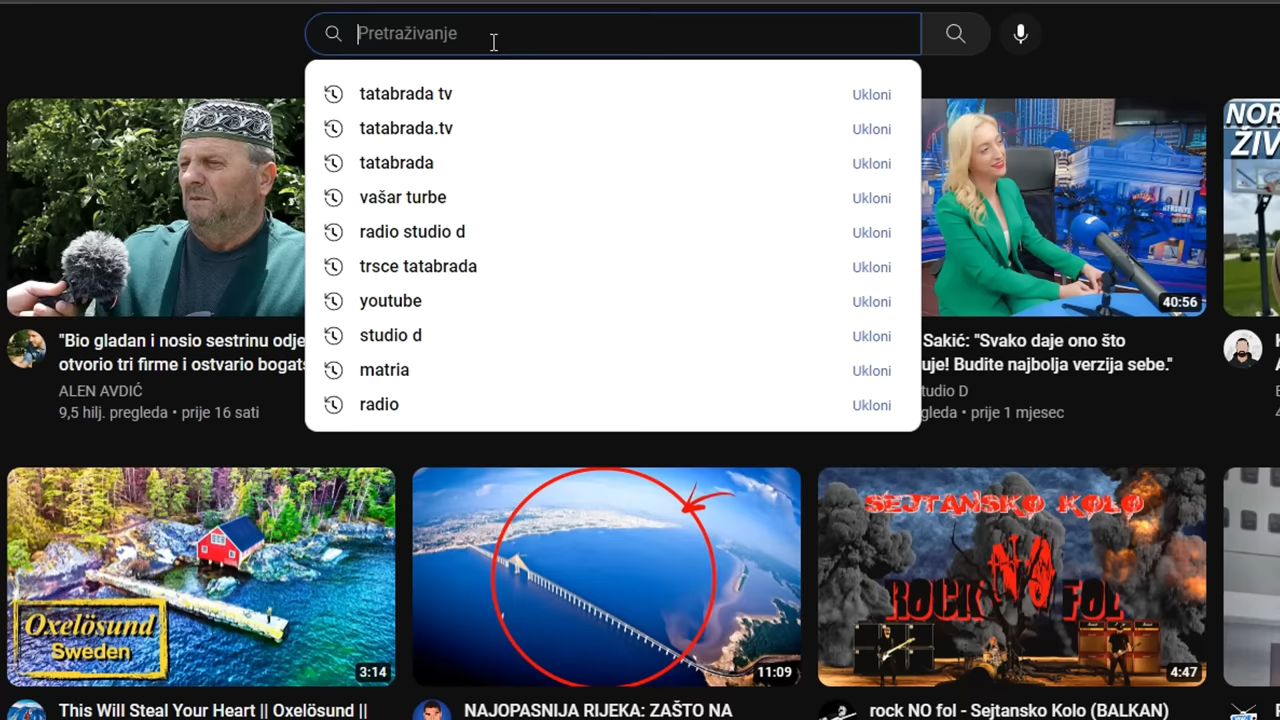 Pretraživanje
tatabrada tv
Ukloni
tatabrada.tv
Ukloni
tatabrada
Ukloni
vašar turbe
Ukloni
radio studio d
Ukloni
trsce tatabrada
Ukloni
youtube
Ukloni
studio d
Ukloni
matria
Ukloni
radio
Ukloni
NOR
ŽIV
40:56
"Bio gladan i nosio sestrinu odje
otvorio tri firme i ostvario bogats
ALEN AVDIĆ
9,5 hilj. pregleda • prije 16 sati
Sakić: "Svako daje ono što
uje! Budite najbolja verzija sebe."
tudio D
gleda • prije 1 mjesec
Oxelösund
Sweden
3:14
11:09
SEJTANSKO KOLO
ROCK NO FOL
4:47
This Will Steal Your Heart || Oxelösund ||
NAJOPASNIJA RIJEKA: ZAŠTO NA
rock NO fol - Sejtansko Kolo (BALKAN)